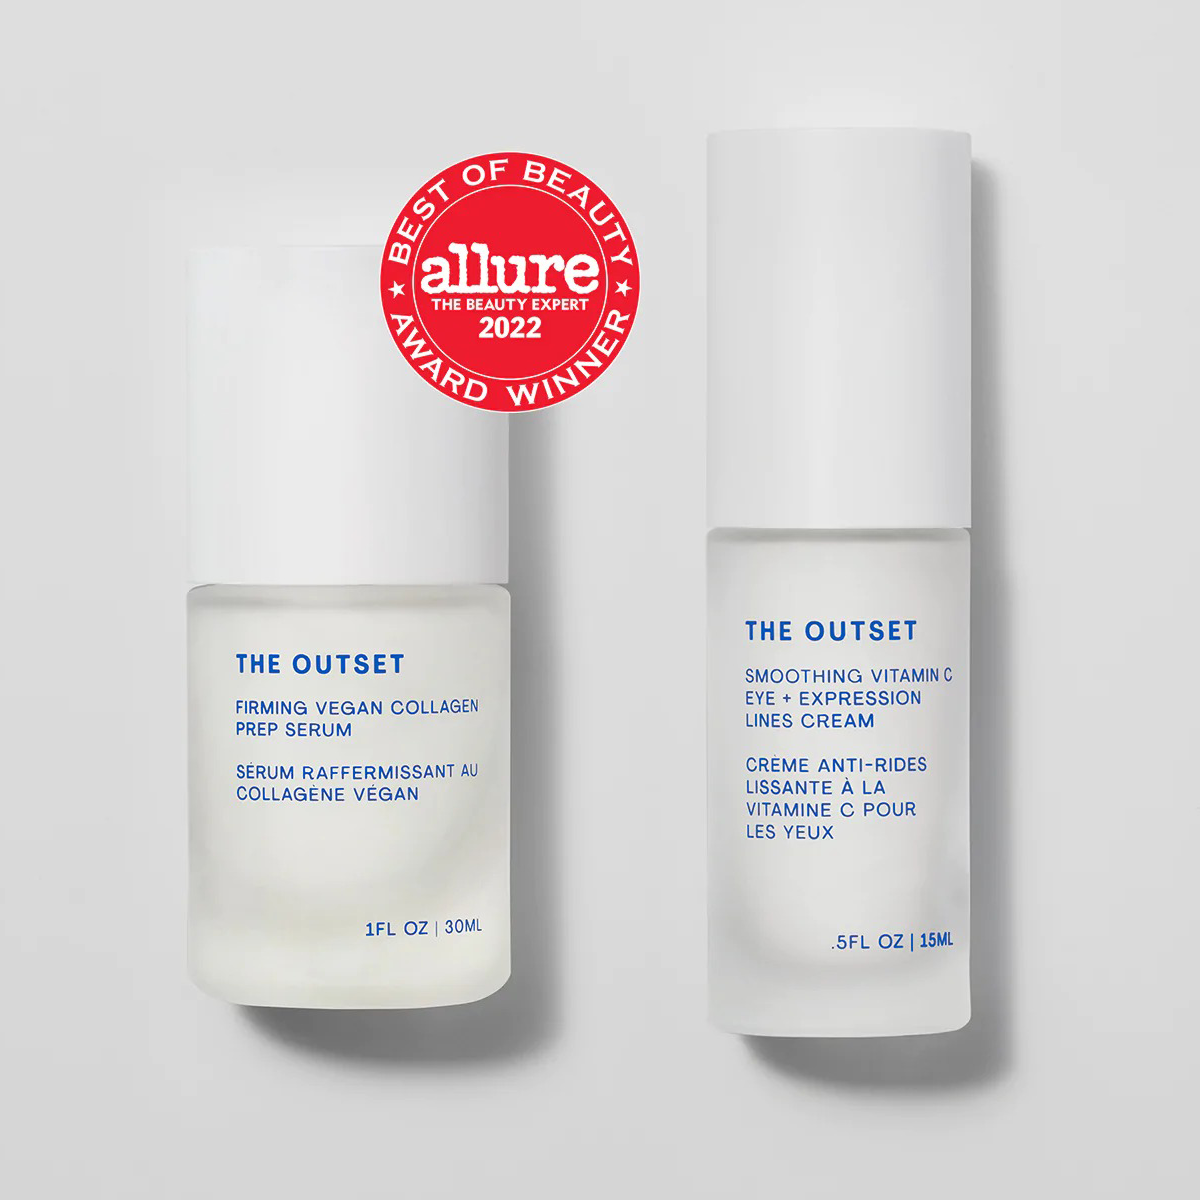 BEST OF BEAUTY
allure
THE BEAUTY EXPERT
2022
AWARD WINNER
THE OUTSET
FIRMING VEGAN COLLAGEN
PREP SERUM
SÉRUM RAFFERMISSANT AU
COLLAGÈNE VÉGAN
1FL OZ | 30ML
THE OUTSET
SMOOTHING VITAMIN C
EYE + EXPRESSION
LINES CREAM
CRÈME ANTI-RIDES
LISSANTE À LA
VITAMINE C POUR
LES YEUX
.5FL OZ | 15ML